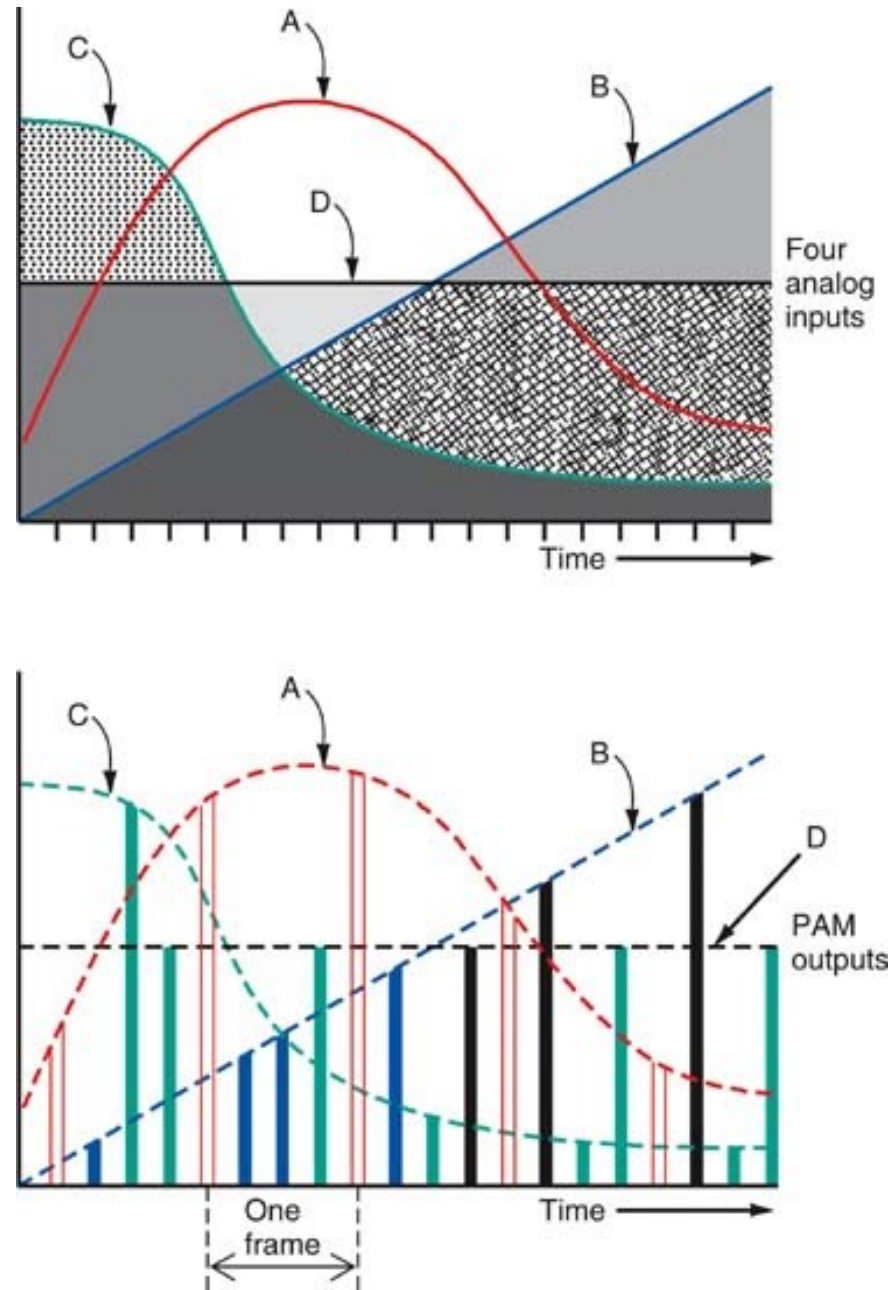 C
A
B
D
Four
analog
inputs
Time
C
A
B
D
PAM
outputs
One
frame
Time